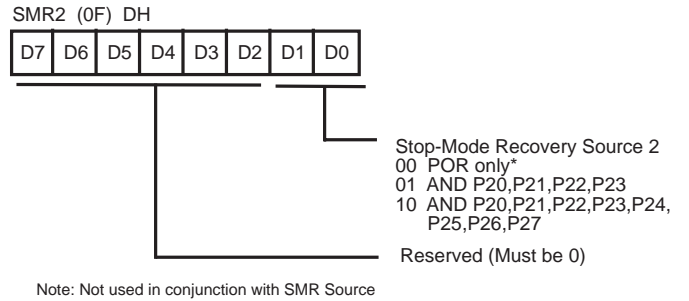 SMR2 (0F) DH
D7 D6 D5 D4 D3 D2 D1 D0
Stop-Mode Recovery Source 2
00 POR only*
01 AND P20,P21,P22,P23
10 AND P20,P21,P22,P23,P24,
P25,P26,P27
Reserved (Must be 0)
Note: Not used in conjunction with SMR Source